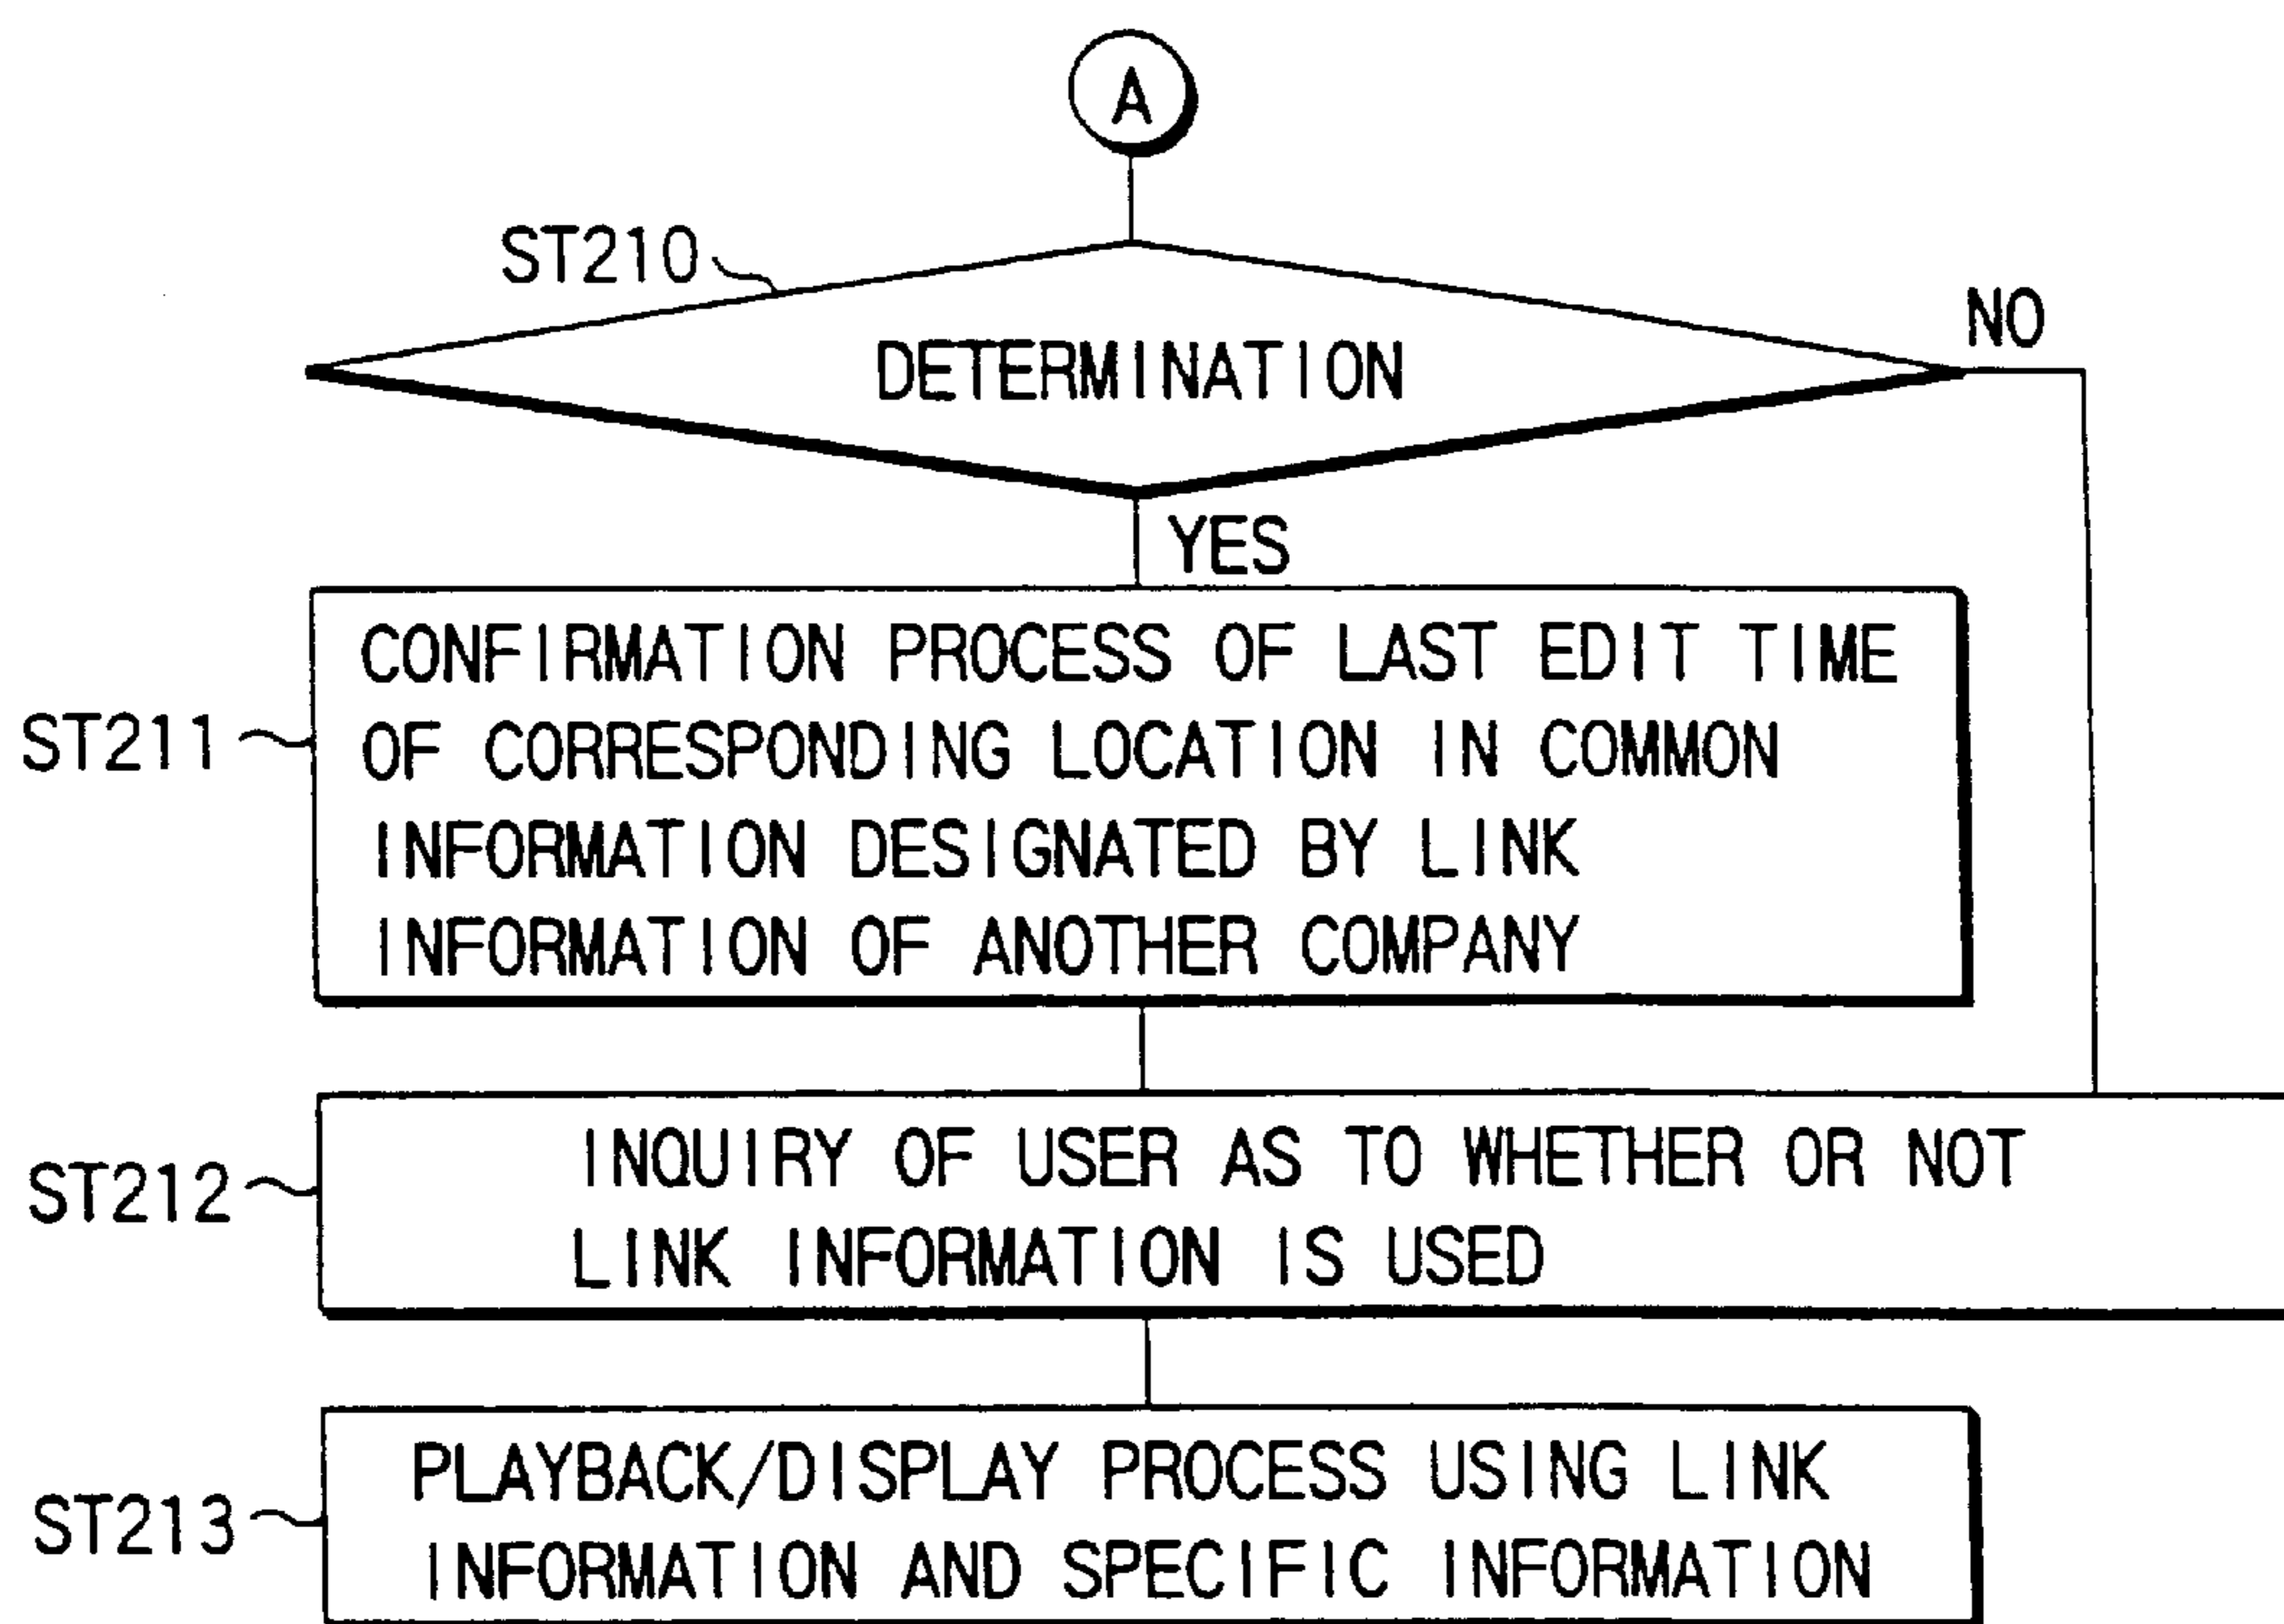 A
ST210
DETERMINATION
NO
YES
ST211
CONFIRMATION PROCESS OF LAST EDIT TIME
OF CORRESPONDING LOCATION IN COMMON
INFORMATION DESIGNATED BY LINK
INFORMATION OF ANOTHER COMPANY
ST212
INQUIRY OF USER AS TO WHETHER OR NOT
LINK INFORMATION IS USED
ST213
PLAYBACK/DISPLAY PROCESS USING LINK
INFORMATION AND SPECIFIC INFORMATION